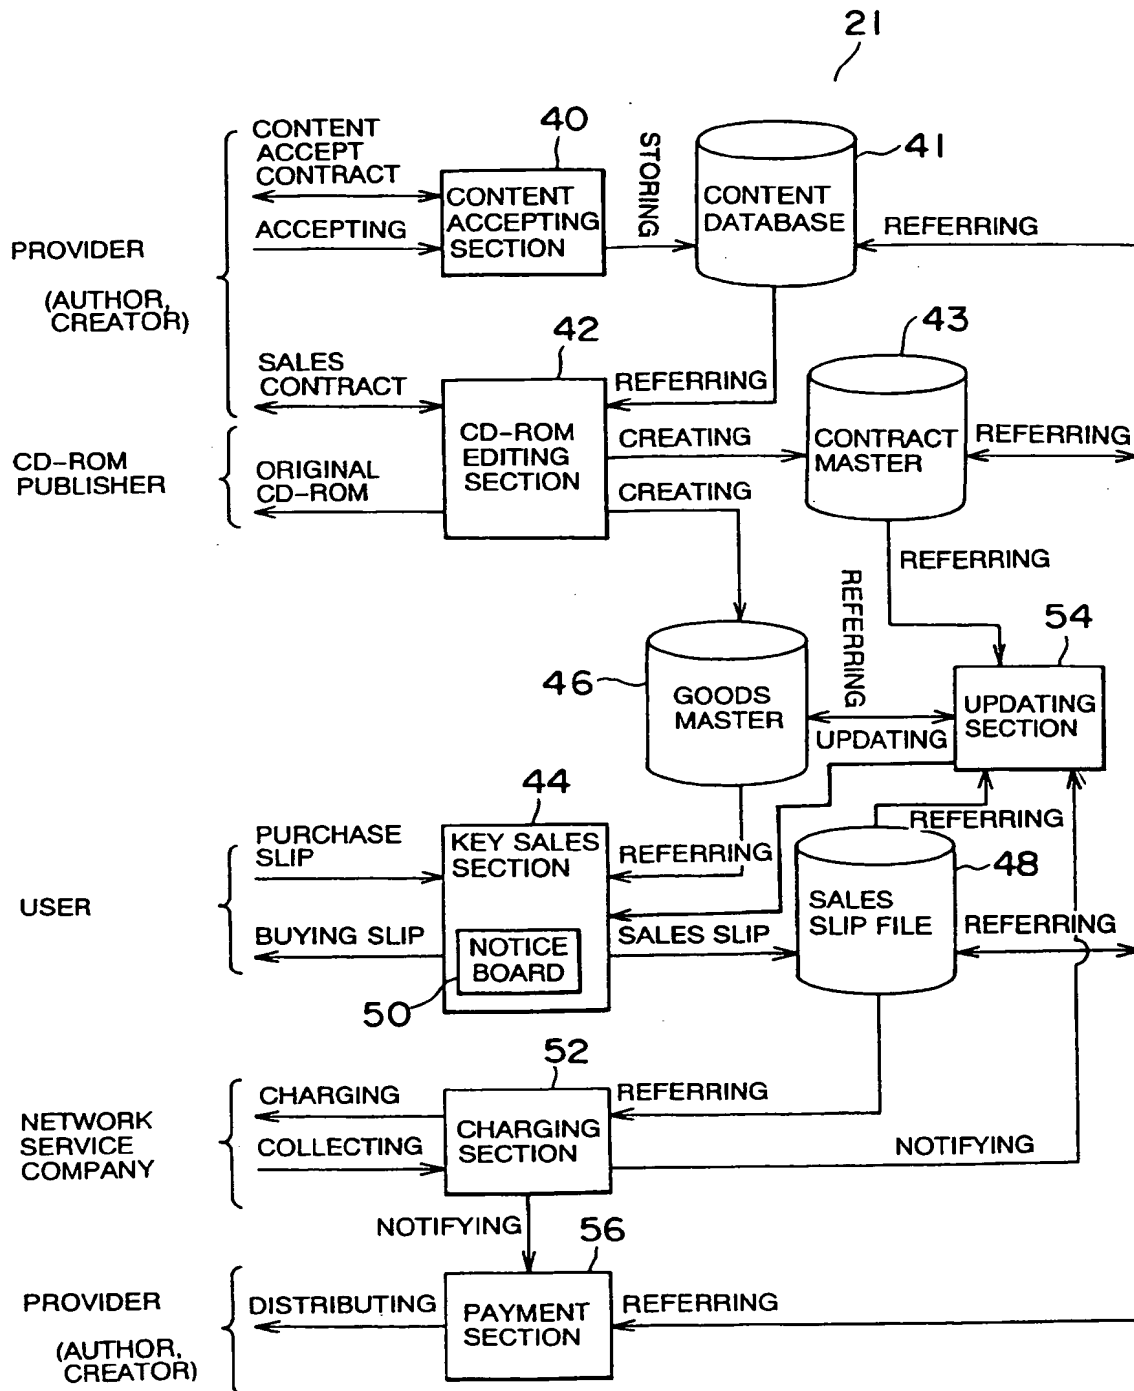 21
CONTENT
ACCEPT
CONTRACT
40
STORING
41
CONTENT
ACCEPTING
SECTION
CONTENT
DATABASE
ACCEPTING
REFERRING
PROVIDER
(AUTHOR,
CREATOR)
42
43
SALES
CONTRACT
REFERRING
CD-ROM
EDITING
SECTION
CREATING
CONTRACT
MASTER
REFERRING
CD-ROM
PUBLISHER
ORIGINAL
CD-ROM
CREATING
REFERRING
REFERRING
54
46
GOODS
MASTER
UPDATING
SECTION
UPDATING
44
PURCHASE
SLIP
KEY SALES
SECTION
REFERRING
REFERRING
48
USER
SALES
SLIP FILE
REFERRING
BUYING SLIP
NOTICE
BOARD
SALES SLIP
50
52
CHARGING
REFERRING
NETWORK
SERVICE
COMPANY
COLLECTING
CHARGING
SECTION
NOTIFYING
NOTIFYING
56
PROVIDER
(AUTHOR,
CREATOR)
DISTRIBUTING
PAYMENT
SECTION
REFERRING